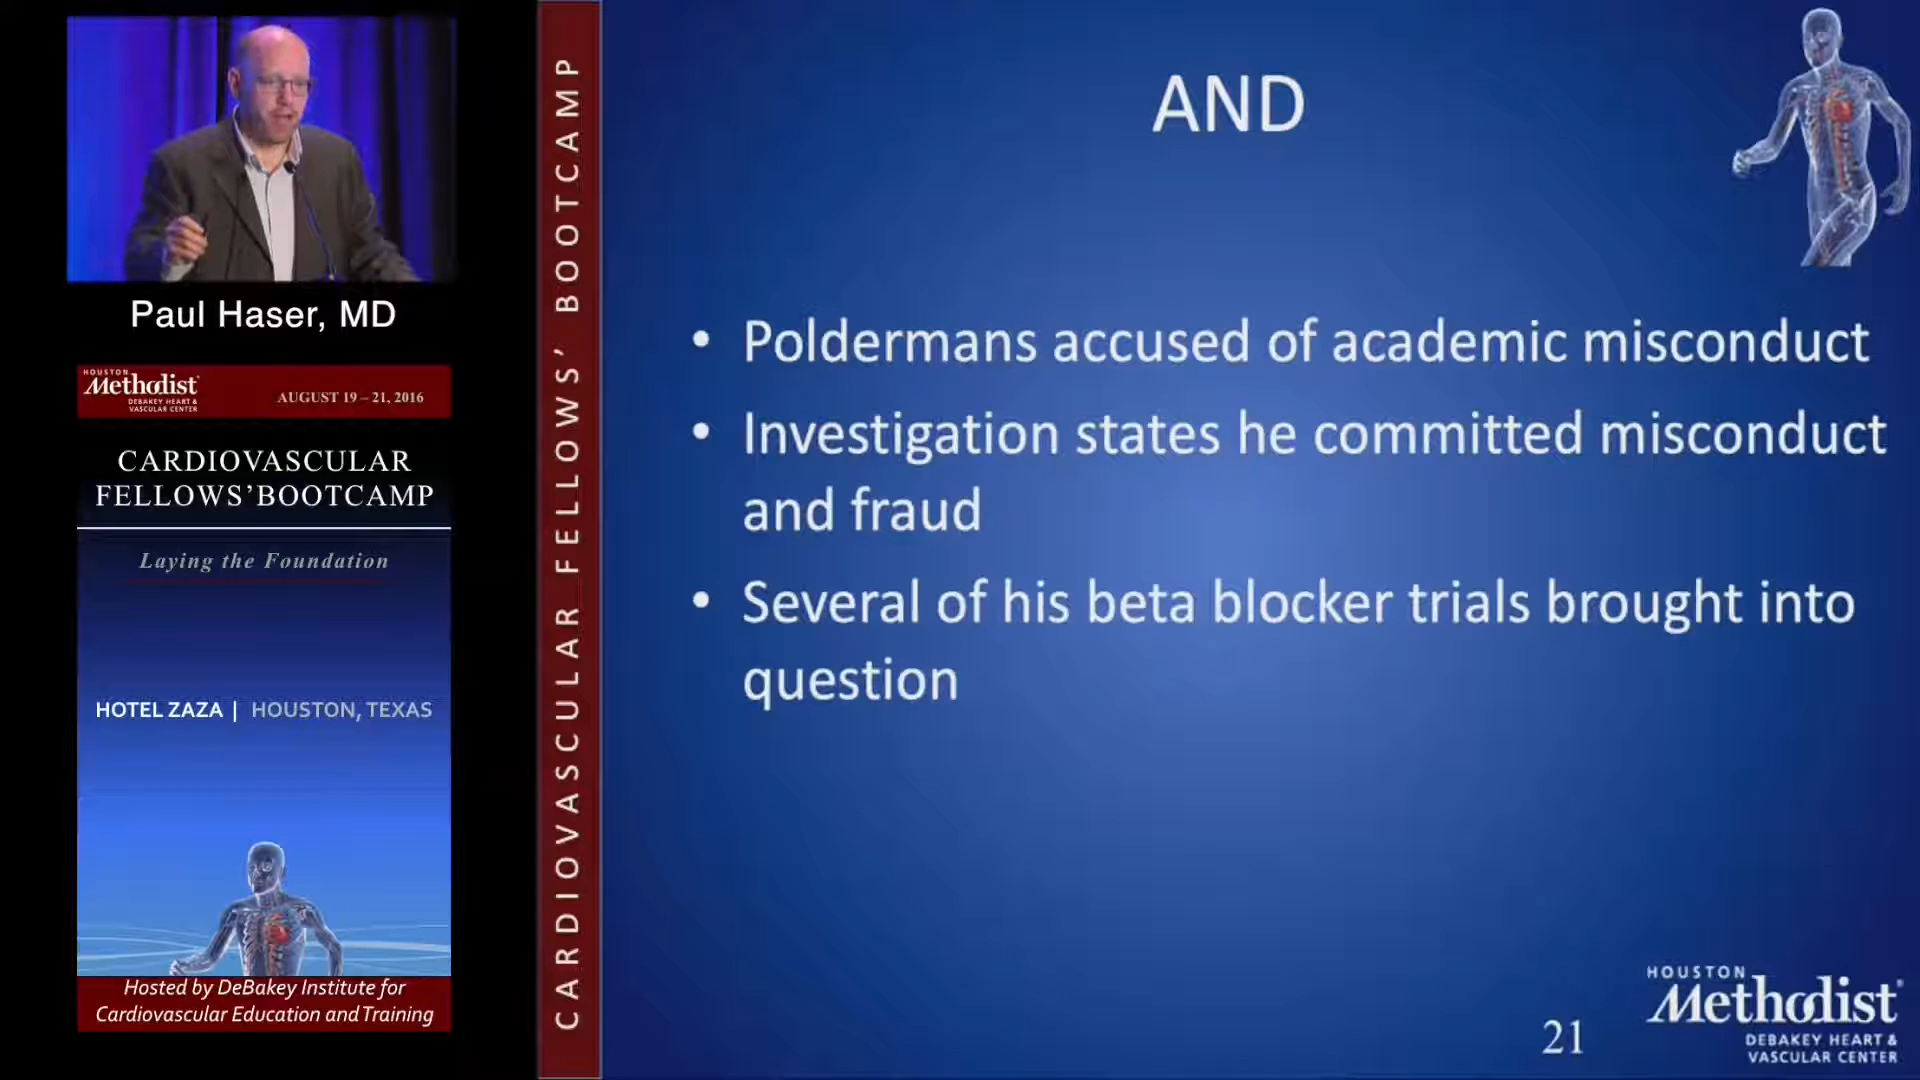 Paul Haser, MD
HOUSTON
Methodist
DEBAKEY HEART &
VASCULAR CENTER
AUGUST 19 – 21, 2016
CARDIOVASCULAR
FELLOWS’BOOTCAMP
Laying the Foundation
HOTEL ZAZA | HOUSTON, TEXAS
Hosted by DeBakey Institute for
Cardiovascular Education and Training
CARDIOVASCULAR FELLOWS’ BOOTCAMP
AND
• Poldermans accused of academic misconduct
• Investigation states he committed misconduct
and fraud
• Several of his beta blocker trials brought into
question
21
HOUSTON
Methodist
DEBAKEY HEART &
VASCULAR CENTER